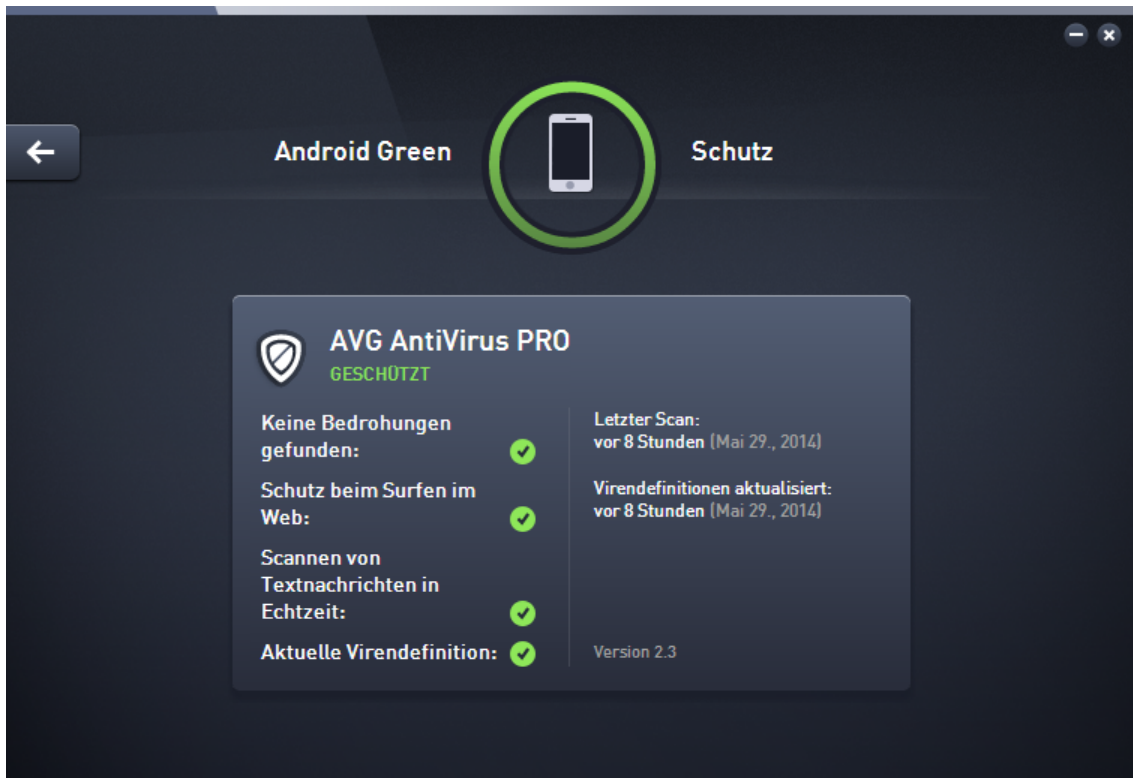 Android Green
Schutz
AVG AntiVirus PRO
GESCHÜTZT
Keine Bedrohungen
gefunden:
Schutz beim Surfen im
Web:
Scannen von
Textnachrichten in
Echtzeit:
Aktuelle Virendefinition:
Letzter Scan:
vor 8 Stunden (Mai 29., 2014)
Virendefinitionen aktualisiert:
vor 8 Stunden (Mai 29., 2014)
Version 2.3